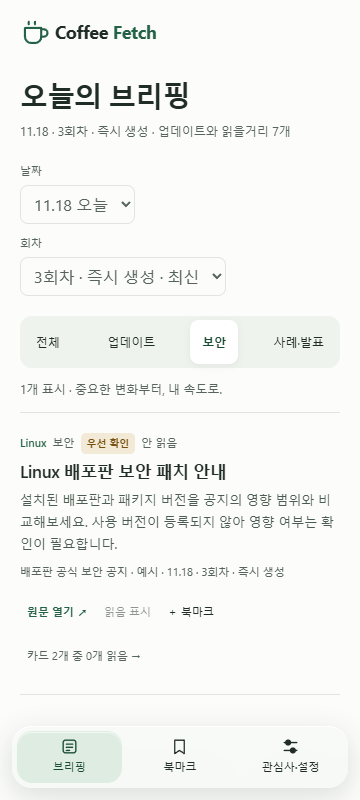 Coffee Fetch
오늘의 브리핑
11.18 · 3회차 · 즉시 생성 · 업데이트와 읽을거리 7개
날짜
11.18 오늘
회차
3회차 · 즉시 생성 · 최신
전체 업데이트 보안 사례·발표
1개 표시 · 중요한 변화부터, 내 속도로.
Linux 보안 우선 확인 안 읽음
Linux 배포판 보안 패치 안내
설치된 배포판과 패키지 버전을 공지의 영향 범위와 비
교해보세요. 사용 버전이 등록되지 않아 영향 여부는 확
인이 필요합니다.
배포판 공식 보안 공지 · 예시 · 11.18 · 3회차 · 즉시 생성
원문 열기 ↗ 읽음 표시 + 북마크
카드 2개 중 0개 읽음 →
브리핑 북마크 관심사·설정